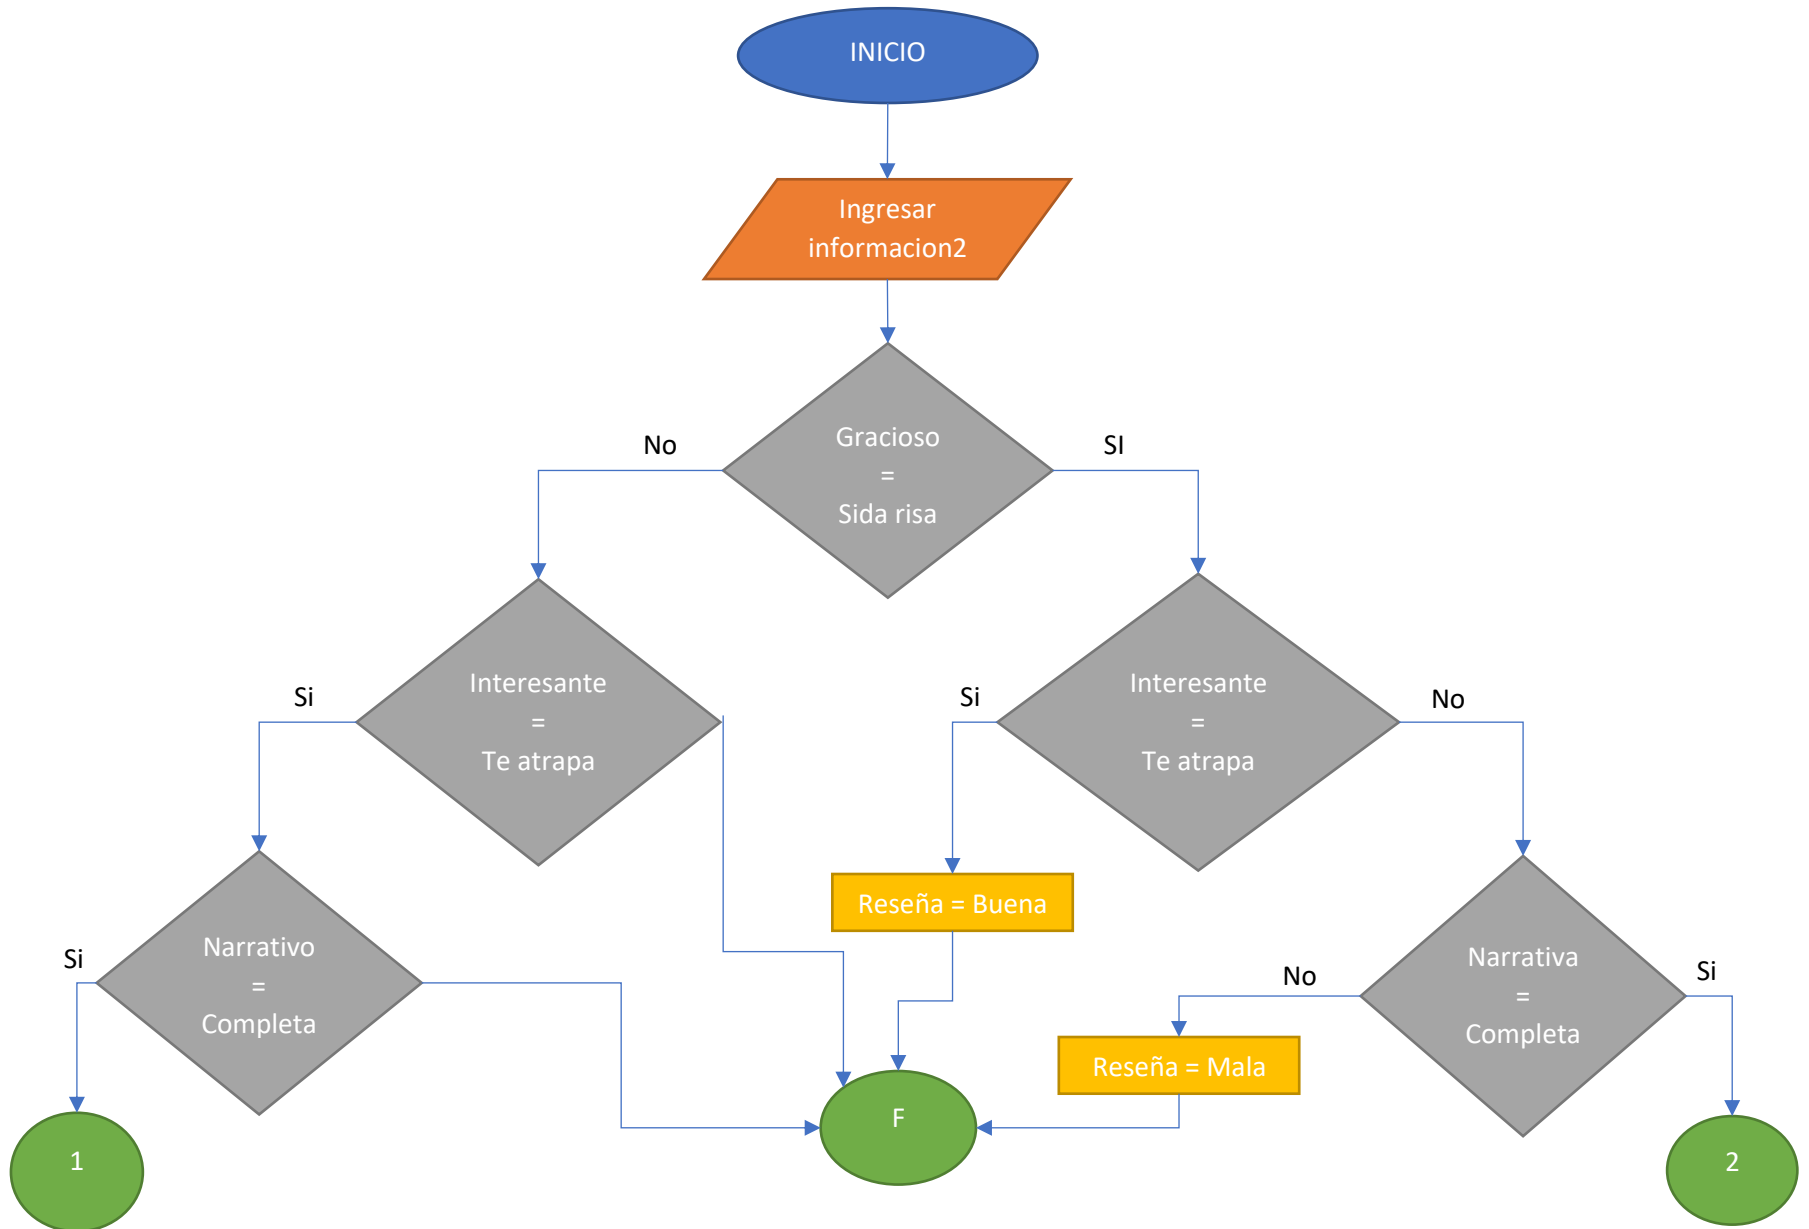 INICIO
Ingresar
informacion2
No
Gracioso
=
Sida risa
SI
Si
Interesante
=
Te atrapa
Si
Interesante
=
Te atrapa
No
Reseña = Buena
Si
Narrativo
=
Completa
No
Narrativa
=
Completa
Si
Reseña = Mala
F
1
2